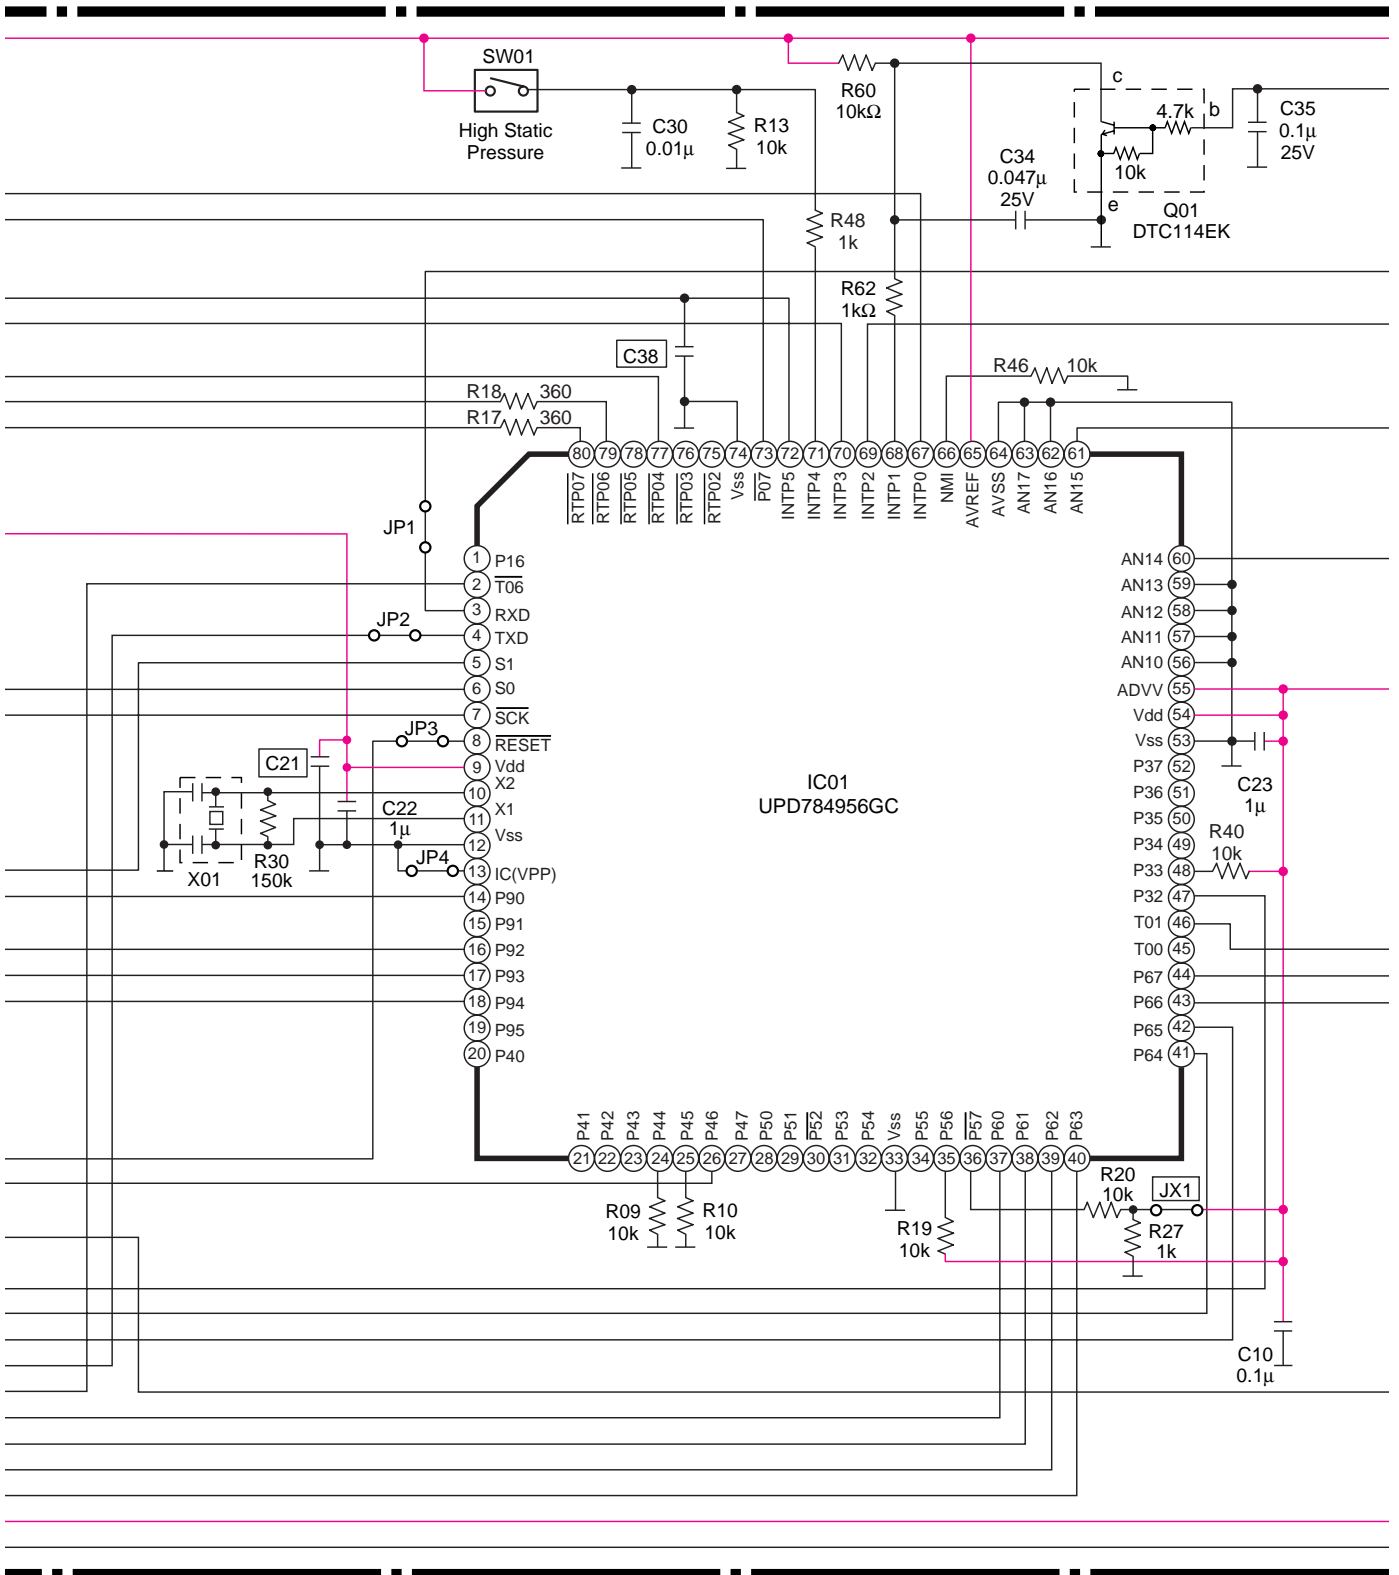 SW01
High Static
Pressure
C30
0.01μ
R13
10k
R60
10kΩ
c
4.7k
b
10k
e
C35
0.1μ
25V
C34
0.047μ
25V
Q01
DTC114EK
R48
1k
R62
1kΩ
C38
R46
10k
R18
360
R17
360
80
79
78
77
76
75
74
73
72
71
70
69
68
67
66
65
64
63
62
61
RTP07
RTP06
RTP05
RTP04
RTP03
RTP02
Vss
P07
INTP5
INTP4
INTP3
INTP2
INTP1
INTP0
NMI
AVREF
AVSS
AN17
AN16
AN15
JP1
JP2
JP3
JP4
1 P16
2 T06
3 RXD
4 TXD
5 S1
6 S0
7 SCK
8 RESET
9 Vdd
10 X2
11 X1
12 Vss
13 IC(VPP)
14 P90
15 P91
16 P92
17 P93
18 P94
19 P95
20 P40
C21
C22
1μ
R30
150k
X01
IC01
UPD784956GC
AN14 60
AN13 59
AN12 58
AN11 57
AN10 56
ADVV 55
Vdd 54
Vss 53
P37 52
P36 51
P35 50
P34 49
P33 48
P32 47
T01 46
T00 45
P67 44
P66 43
P65 42
P64 41
C23
1μ
R40
10k
P41
P42
P43
P44
P45
P46
P47
P50
P51
P52
P53
P54
Vss
P55
P56
P57
P60
P61
P62
P63
21
22
23
24
25
26
27
28
29
30
31
32
33
34
35
36
37
38
39
40
R09
10k
R10
10k
R19
10k
R20
10k
JX1
R27
1k
C10
0.1μ